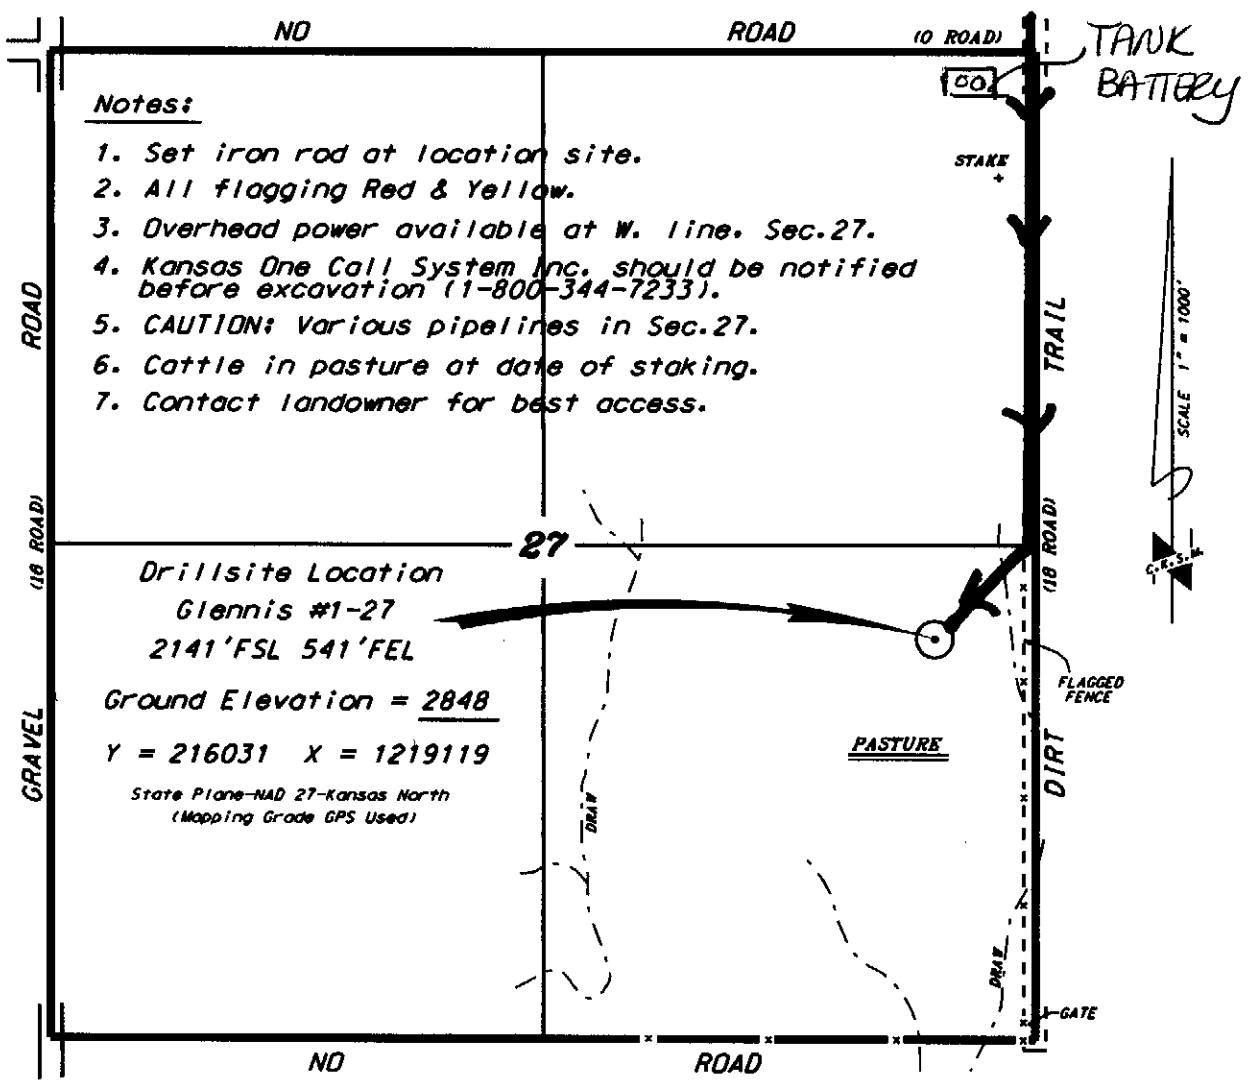 NO ROAD (O ROAD)
TANK
BATTERY
Notes:
1. Set iron rod at location site.
2. All flagging Red & Yellow.
3. Overhead power available at W. line. Sec.27.
4. Kansas One Call System Inc. should be notified
before excavation (1-800-344-7233).
5. CAUTION: Various pipelines in Sec.27.
6. Cattle in pasture at date of staking.
7. Contact landowner for best access.
STAKE
ROAD
(18 ROAD)
GRAVEL
TRAIL
(18 ROAD)
DIRT
SCALE 1" = 1000'
C.K.S.M.
27
Drillsite Location
Glennis #1-27
2141'FSL 541'FEL
Ground Elevation = 2848
Y = 216031 X = 1219119
State Plane-NAD 27-Kansas North
(Mapping Grade GPS Used)
FLAGGED
FENCE
PASTURE
DRAW
DRAW
GATE
NO ROAD